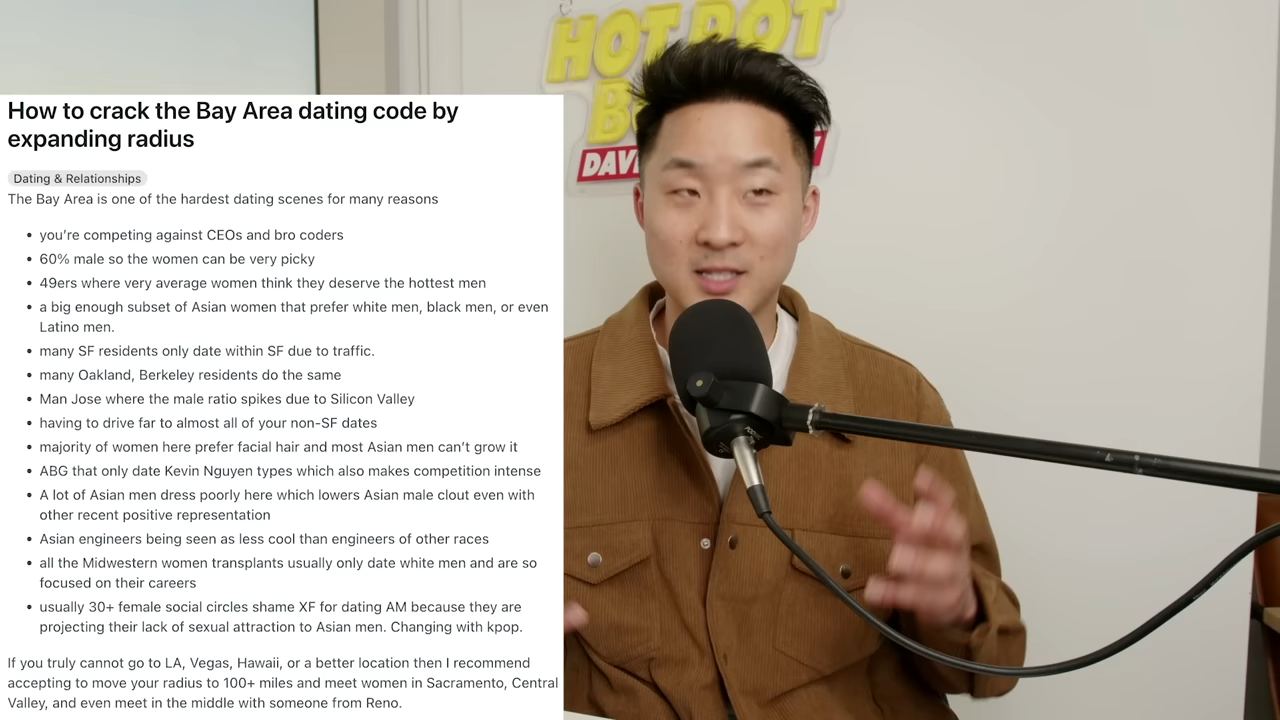 HOT POT
How to crack the Bay Area dating code by
expanding radius
Dating & Relationships
The Bay Area is one of the hardest dating scenes for many reasons
• you're competing against CEOs and bro coders
• 60% male so the women can be very picky
• 49ers where very average women think they deserve the hottest men
• a big enough subset of Asian women that prefer white men, black men, or even
Latino men.
• many SF residents only date within SF due to traffic.
• many Oakland, Berkeley residents do the same
• Man Jose where the male ratio spikes due to Silicon Valley
• having to drive far to almost all of your non-SF dates
• majority of women here prefer facial hair and most Asian men can't grow it
• ABG that only date Kevin Nguyen types which also makes competition intense
• A lot of Asian men dress poorly here which lowers Asian male clout even with
other recent positive representation
• Asian engineers being seen as less cool than engineers of other races
• all the Midwestern women transplants usually only date white men and are so
focused on their careers
• usually 30+ female social circles shame XF for dating AM because they are
projecting their lack of sexual attraction to Asian men. Changing with kpop.
If you truly cannot go to LA, Vegas, Hawaii, or a better location then I recommend
accepting to move your radius to 100+ miles and meet women in Sacramento, Central
Valley, and even meet in the middle with someone from Reno.